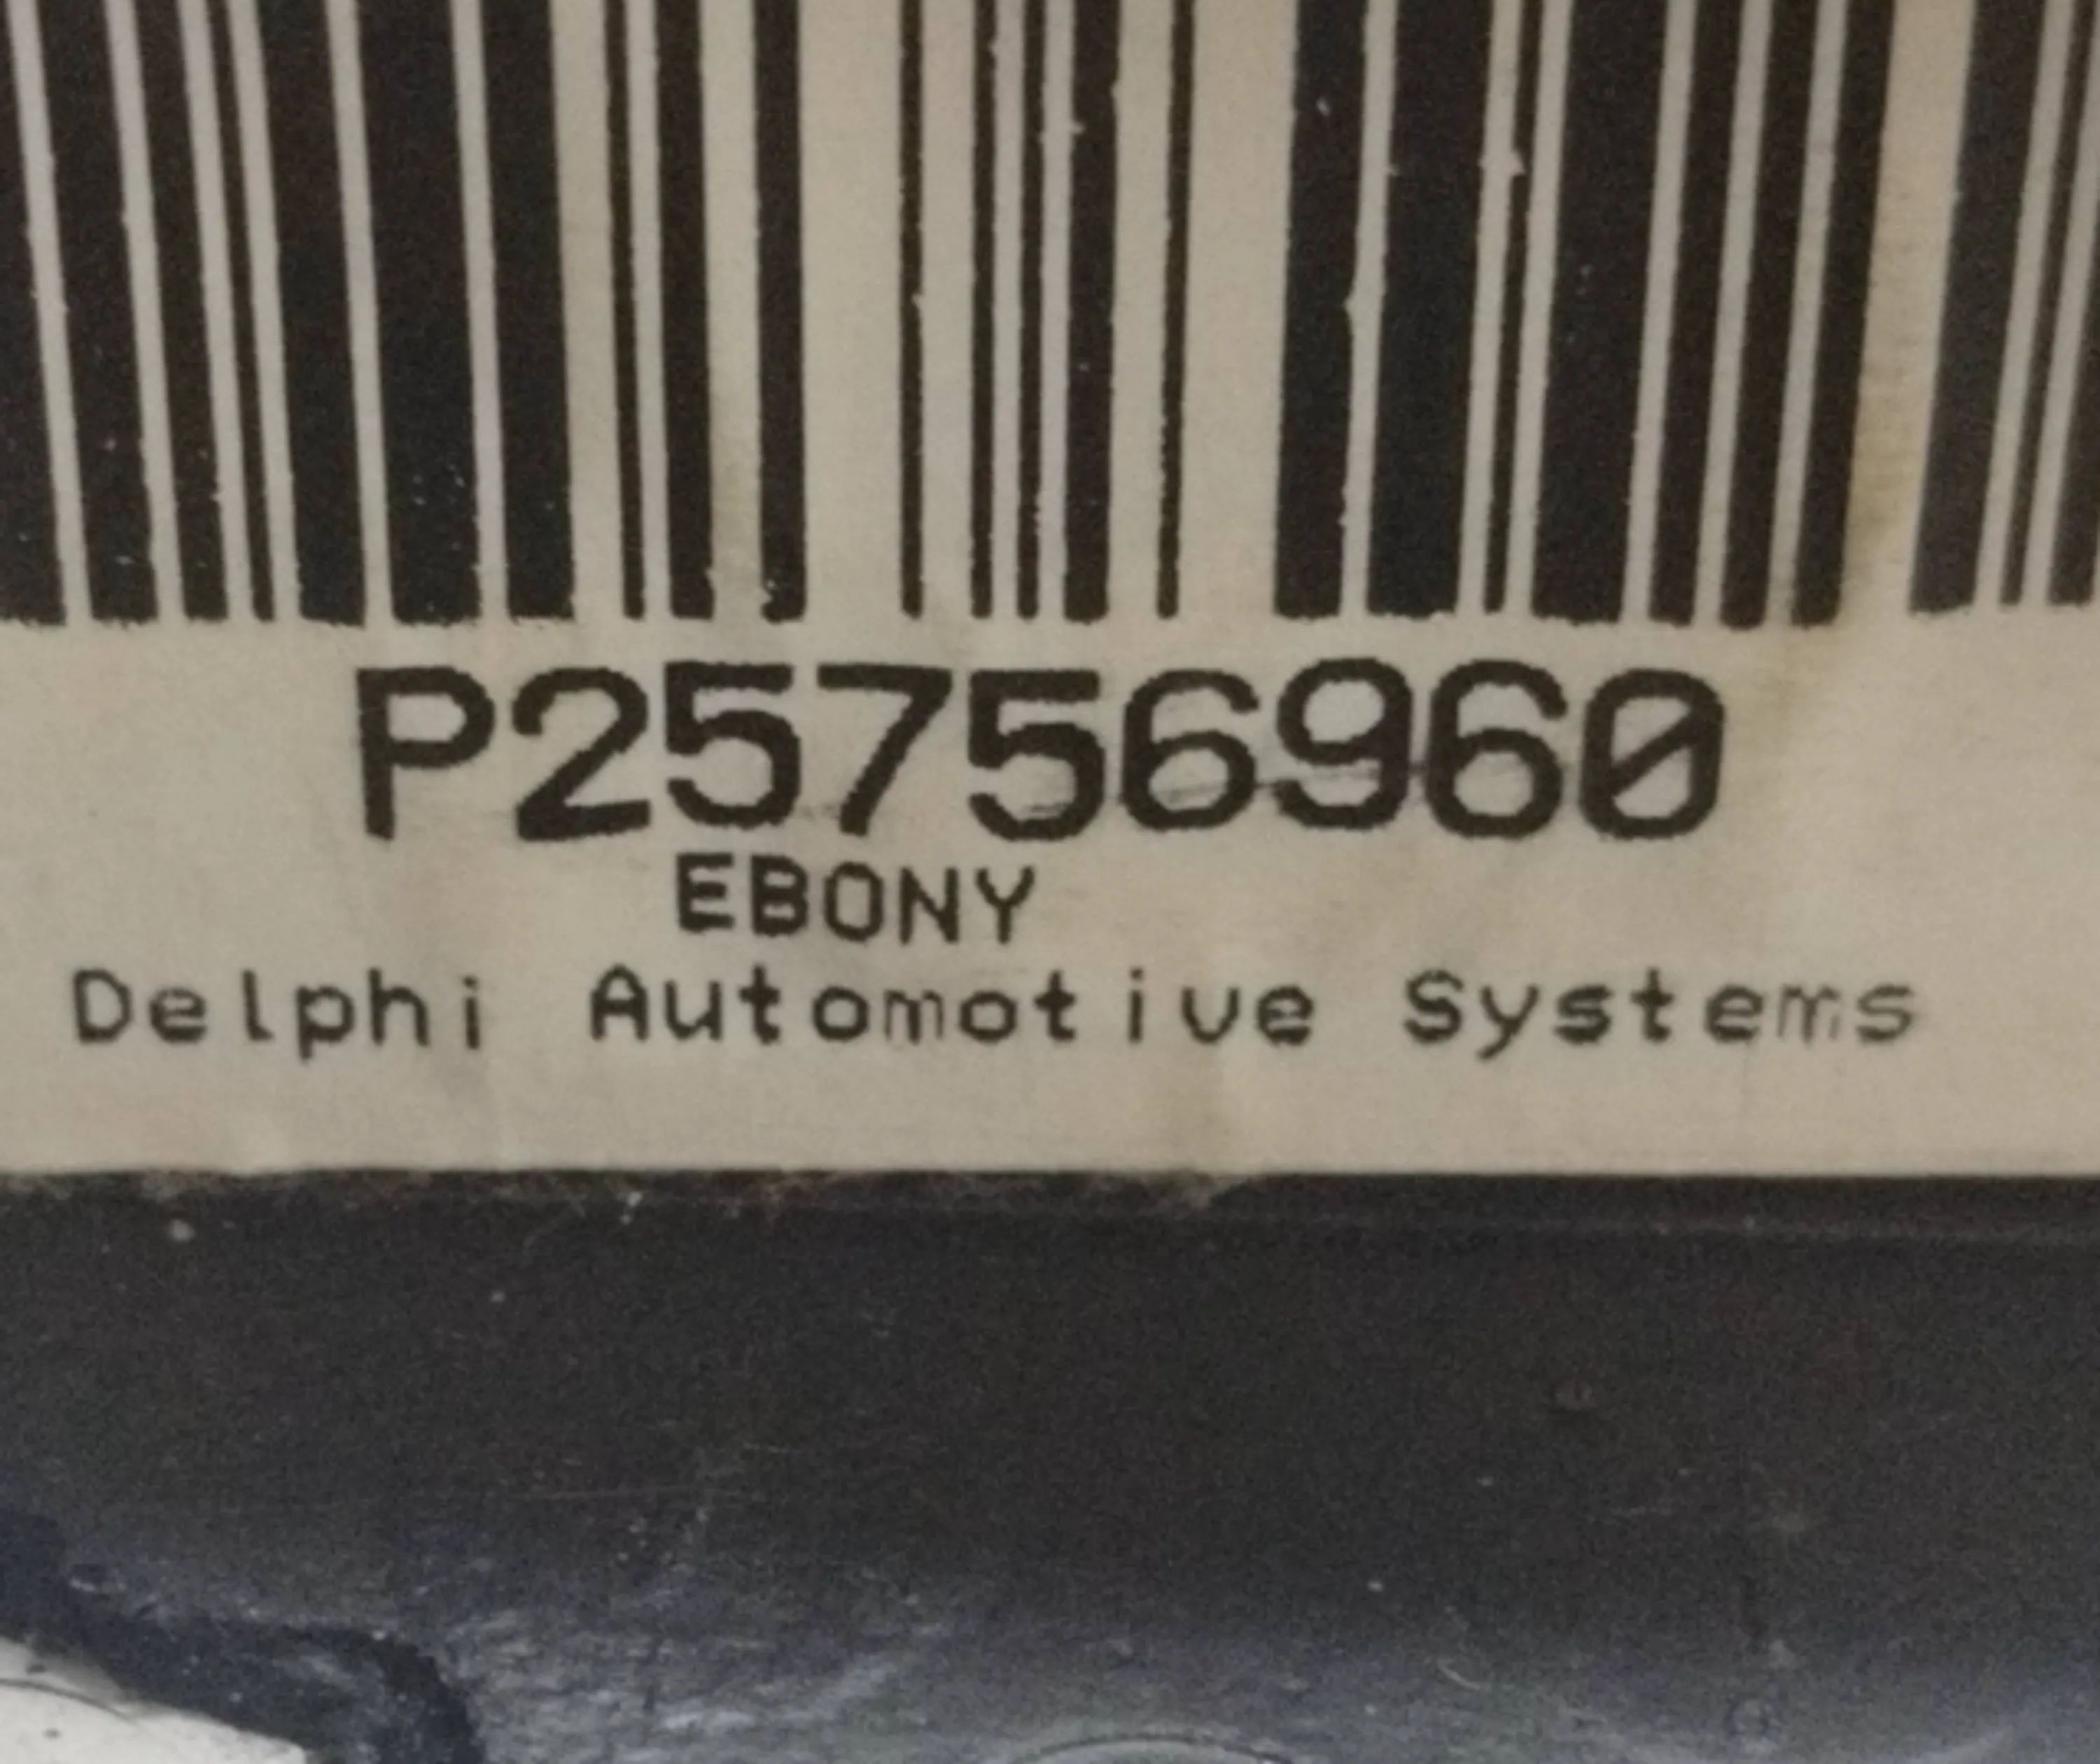 P25756960
EBONY
Delphi Automotive Systems